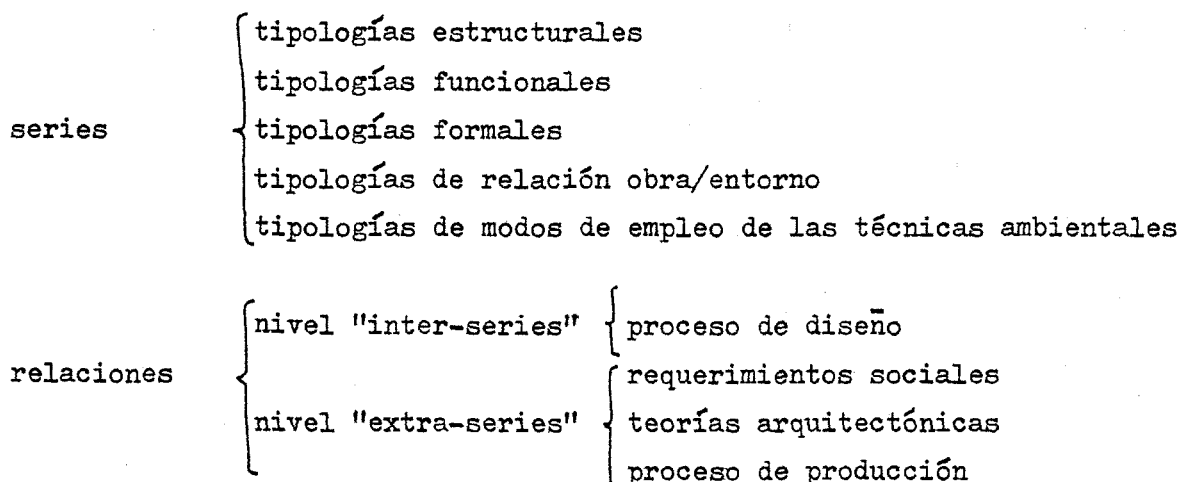 tipologías estructurales
tipologías funcionales
series tipologías formales
tipologías de relación obra/entorno
tipologías de modos de empleo de las técnicas ambientales
nivel "inter-series" proceso de diseño
relaciones requerimientos sociales
nivel "extra-series" teorías arquitectónicas
proceso de producción